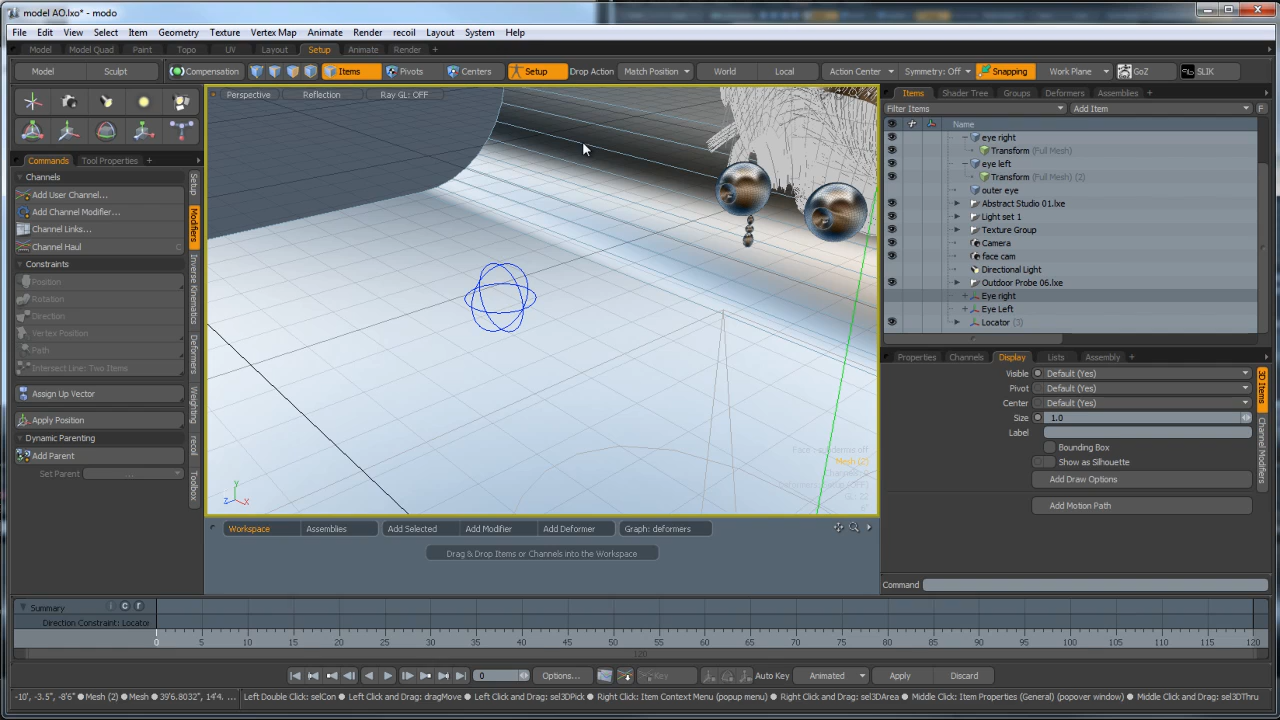 model AO.lxo* - modo
File Edit View Select Item Geometry Texture Vertex Map Animate Render recoil Layout System Help
Model Model Quad Paint Topo UV Layout Setup Animate Render +
Model Sculpt Compensation Items Pivots Centers Setup Drop Action Match Position World Local Action Center Symmetry: Off Snapping Work Plane GoZ SLIK
Perspective Reflection Ray GL: OFF
Items Shader Tree Groups Deformers Assemblies +
Filter Items Add Item F
Name
eye right
Transform (Full Mesh)
eye left
Transform (Full Mesh) (2)
outer eye
Abstract Studio 01.lxe
Light set 1
Texture Group
Camera
face cam
Directional Light
Outdoor Probe 06.lxe
Eye right
Eye Left
Locator (3)
Commands Tool Properties +
Channels
Add User Channel...
Add Channel Modifier...
Channel Links...
Channel Haul C
Constraints
Position
Rotation
Direction
Vertex Position
Path
Intersect Line: Two Items
Assign Up Vector
Apply Position
Dynamic Parenting
Add Parent
Set Parent
Setup
Modifiers
Inverse Kinematics
Deformers
Weighting
recoil
Toolbox
Mesh (2)
Y
Z X
Properties Channels Display Lists Assembly +
Visible Default (Yes)
Pivot Default (Yes)
Center Default (Yes)
Size 1.0
Label
Bounding Box
Show as Silhouette
Add Draw Options
Add Motion Path
3D Items
Channel Modifiers
Workspace Assemblies Add Selected Add Modifier Add Deformer Graph: deformers
Drag & Drop Items or Channels into the Workspace
Command
Summary i c r
Direction Constraint: Locator
0 5 10 15 20 25 30 35 40 45 50 55 60 65 70 75 80 85 90 95 100 105 110 115 120
120
0 Options... Key Auto Key Animated Apply Discard
-10', -3.5", -8'6" ● Mesh (2) ● Mesh ● 39'6.8032", 14'4. ... Left Double Click: selCon ● Left Click and Drag: dragMove ● Left Click and Drag: sel3DPick ● Right Click: Item Context Menu (popup menu) ● Right Click and Drag: sel3DArea ● Middle Click: Item Properties (General) (popover window) ● Middle Click and Drag: sel3DThru